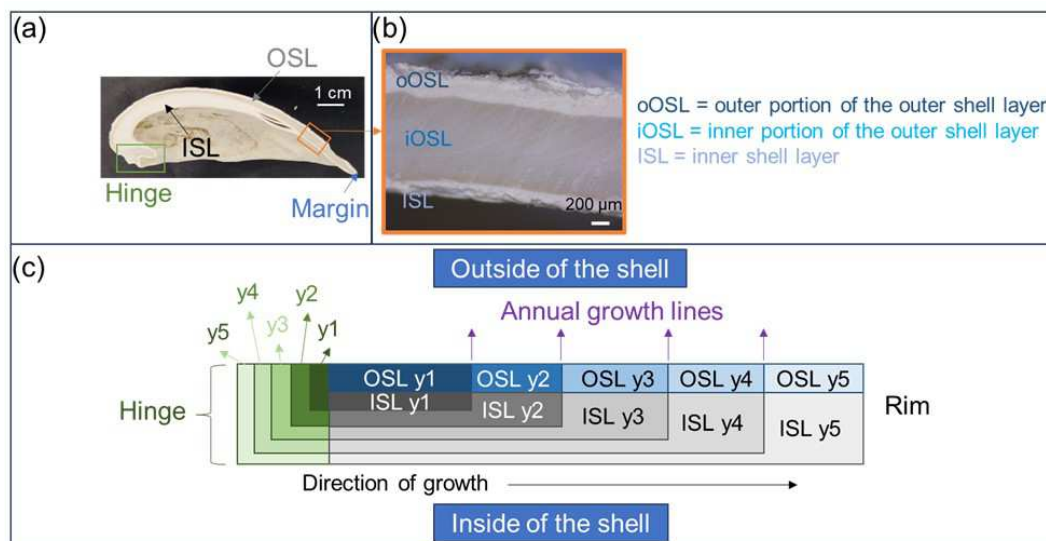 (a)
OSL
1 cm
ISL
Hinge
Margin
(b)
oOSL
iOSL
ISL
200 μm
oOSL = outer portion of the outer shell layer
iOSL = inner portion of the outer shell layer
ISL = inner shell layer
(c)
Outside of the shell
Annual growth lines
y4
y2
y3
y1
y5
Hinge
OSL y1
OSL y2
OSL y3
OSL y4
OSL y5
ISL y1
ISL y2
ISL y3
ISL y4
ISL y5
Rim
Direction of growth
Inside of the shell